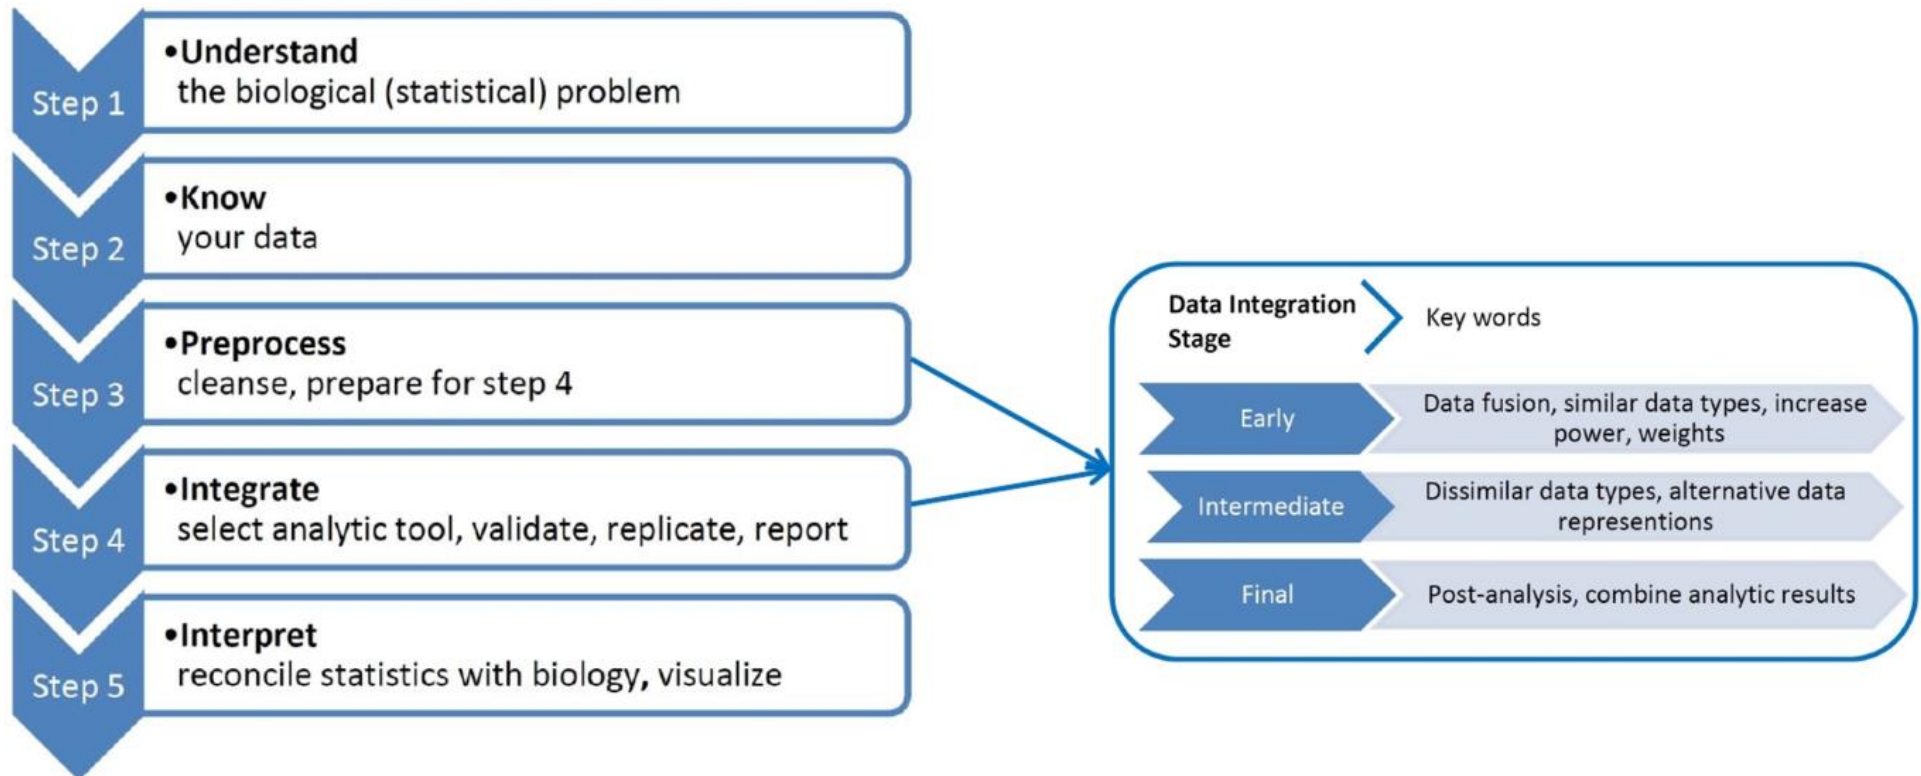 Step 1
•Understand
the biological (statistical) problem
Step 2
•Know
your data
Step 3
•Preprocess
cleanse, prepare for step 4
Step 4
•Integrate
select analytic tool, validate, replicate, report
Step 5
•Interpret
reconcile statistics with biology, visualize
Data Integration
Stage
Key words
Early
Data fusion, similar data types, increase
power, weights
Intermediate
Dissimilar data types, alternative data
representions
Final
Post-analysis, combine analytic results